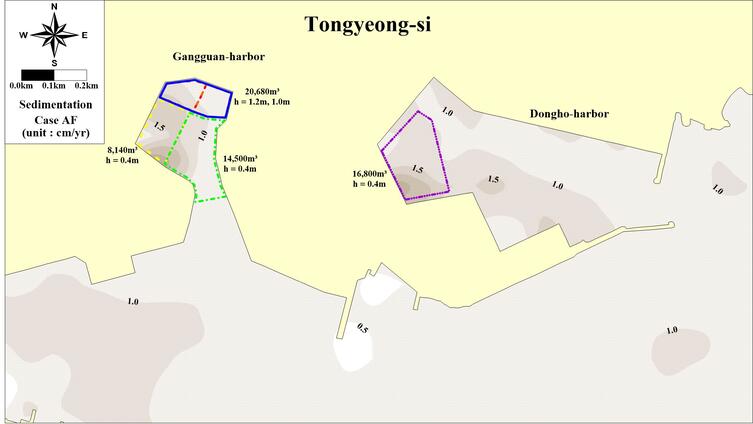 N
W E
S
0.0km 0.1km 0.2km
Sedimentation
Case AF
(unit : cm/yr)
Tongyeong-si
Gangguan-harbor
20,680m³
h = 1.2m, 1.0m
1.5
1.0
8,140m³
h = 0.4m
14,500m³
h = 0.4m
Dongho-harbor
1.0
16,800m³
h = 0.4m
1.5
1.5
1.0
1.0
1.0
0.5
1.0